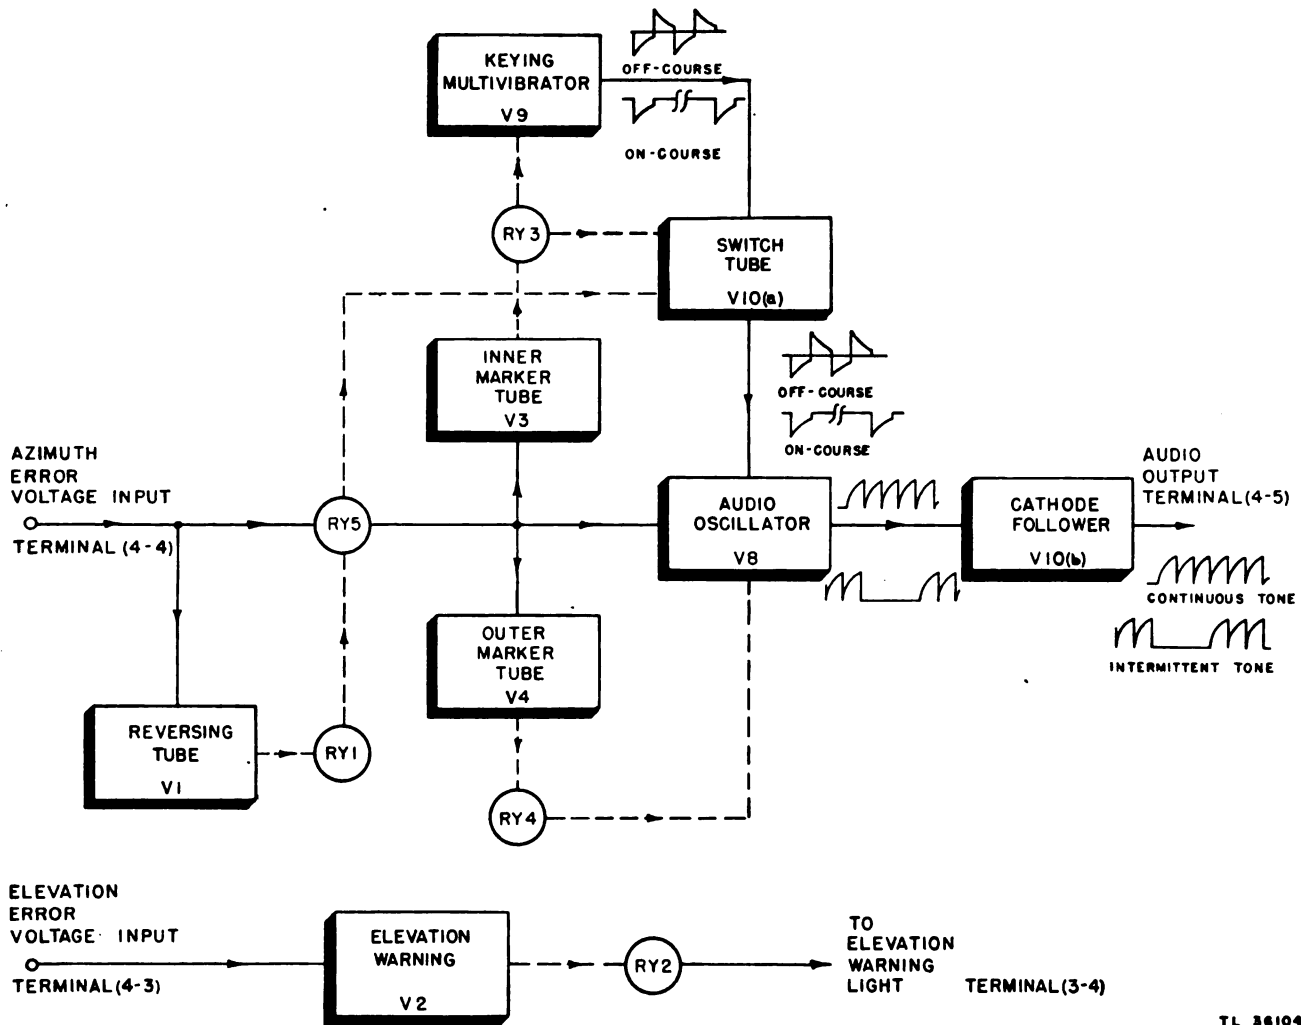 KEYING
MULTIVIBRATOR
V9
OFF-COURSE
ON-COURSE
RY3
SWITCH
TUBE
V10(a)
INNER
MARKER
TUBE
V3
OFF-COURSE
ON-COURSE
AZIMUTH
ERROR
VOLTAGE INPUT
TERMINAL (4-4)
RY5
AUDIO
OSCILLATOR
V8
CATHODE
FOLLOWER
V10(b)
AUDIO
OUTPUT
TERMINAL(4-5)
CONTINUOUS TONE
INTERMITTENT TONE
OUTER
MARKER
TUBE
V4
REVERSING
TUBE
V1
RY1
RY4
ELEVATION
ERROR
VOLTAGE INPUT
TERMINAL(4-3)
ELEVATION
WARNING
V2
RY2
TO
ELEVATION
WARNING
LIGHT TERMINAL(3-4)
TL 36104